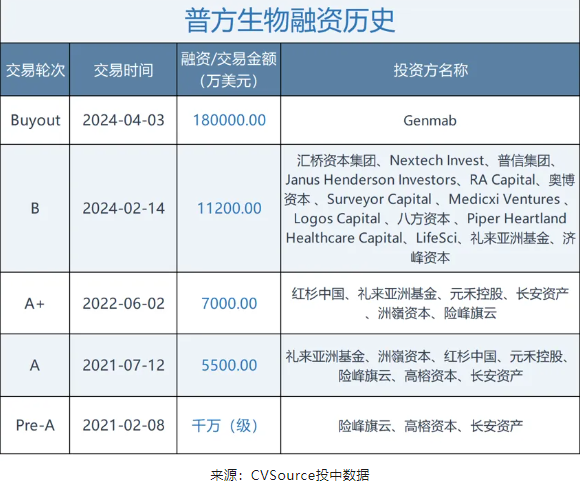 普方生物融资历史
交易轮次 交易时间 融资/交易金额（万美元） 投资方名称
Buyout 2024-04-03 180000.00 Genmab
B 2024-02-14 11200.00
汇桥资本集团、Nextech Invest、普信集团、
Janus Henderson Investors、RA Capital、奥博
资本 、Surveyor Capital 、Medicxi Ventures 、
Logos Capital 、八方资本 、Piper Heartland
Healthcare Capital、LifeSci、礼来亚洲基金、济
峰资本
A+ 2022-06-02 7000.00
红杉中国、礼来亚洲基金、元禾控股、长安资产
、洲嶺资本、险峰旗云
A 2021-07-12 5500.00
礼来亚洲基金、洲嶺资本、红杉中国、元禾控股、
险峰旗云、高榕资本、长安资产
Pre-A 2021-02-08 千万（级） 险峰旗云、高榕资本、长安资产
来源：CVSource投中数据